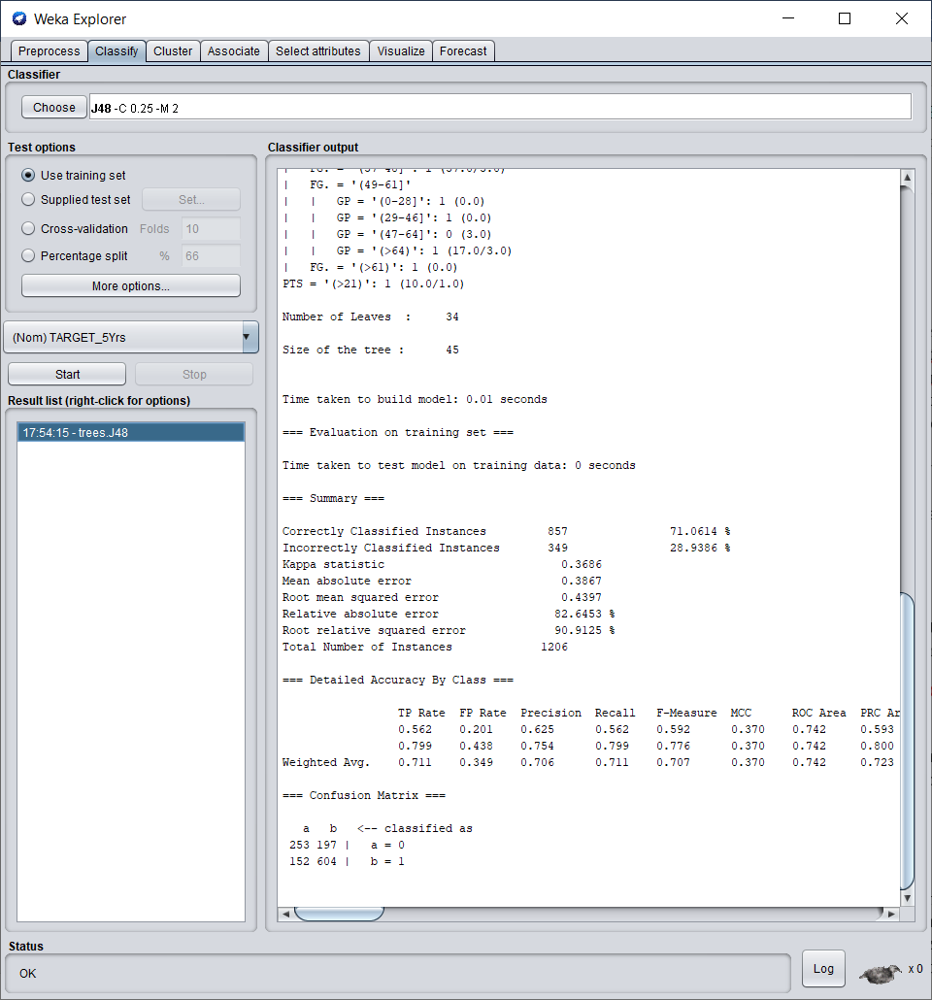 Weka Explorer
Preprocess Classify Cluster Associate Select attributes Visualize Forecast
Classifier
Choose J48 -C 0.25 -M 2
Test options
Use training set
Supplied test set Set...
Cross-validation Folds 10
Percentage split % 66
More options...
(Nom) TARGET_5Yrs
Start Stop
Result list (right-click for options)
17:54:15 - trees.J48
Classifier output
|   FG. = '(49-61]'
|   |   GP = '(0-28]': 1 (0.0)
|   |   GP = '(29-46]': 1 (0.0)
|   |   GP = '(47-64]': 0 (3.0)
|   |   GP = '(>64)': 1 (17.0/3.0)
|   FG. = '(>61)': 1 (0.0)
PTS = '(>21)': 1 (10.0/1.0)
Number of Leaves  :     34
Size of the tree :      45
Time taken to build model: 0.01 seconds
=== Evaluation on training set ===
Time taken to test model on training data: 0 seconds
=== Summary ===
Correctly Classified Instances         857               71.0614 %
Incorrectly Classified Instances       349               28.9386 %
Kappa statistic                          0.3686
Mean absolute error                      0.3867
Root mean squared error                  0.4397
Relative absolute error                 82.6453 %
Root relative squared error             90.9125 %
Total Number of Instances             1206
=== Detailed Accuracy By Class ===
TP Rate  FP Rate  Precision  Recall   F-Measure  MCC      ROC Area  PRC Ar
0.562    0.201    0.625      0.562    0.592      0.370    0.742     0.593
0.799    0.438    0.754      0.799    0.776      0.370    0.742     0.800
Weighted Avg.    0.711    0.349    0.706      0.711    0.707      0.370    0.742     0.723
=== Confusion Matrix ===
a   b   <-- classified as
253 197 |   a = 0
152 604 |   b = 1
Status
OK
Log x 0